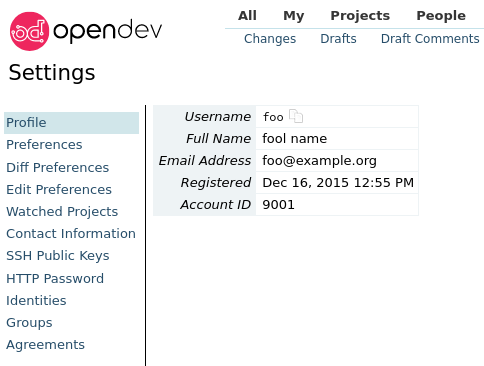 opendev
All My Projects People
Changes Drafts Draft Comments
Settings
Profile
Preferences
Diff Preferences
Edit Preferences
Watched Projects
Contact Information
SSH Public Keys
HTTP Password
Identities
Groups
Agreements
Username foo
Full Name fool name
Email Address foo@example.org
Registered Dec 16, 2015 12:55 PM
Account ID 9001